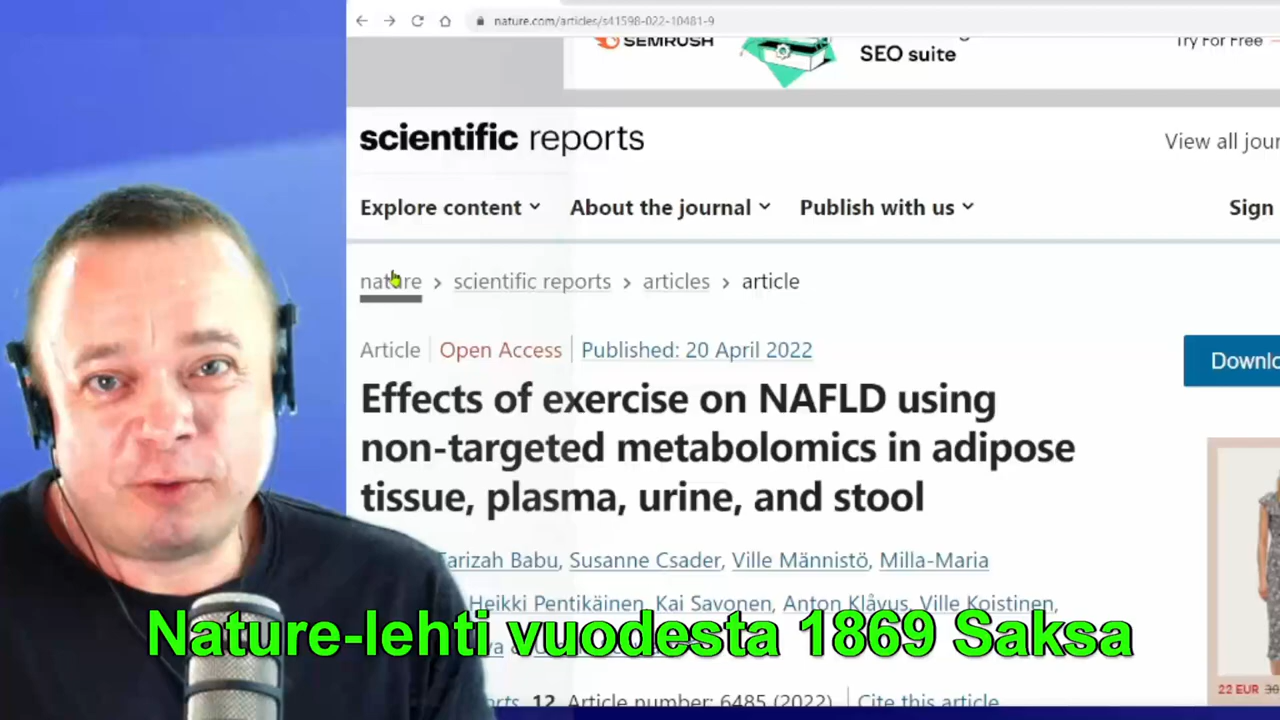 nature.com/articles/s41598-022-10481-9
SEMRUSH
SEO suite
Try For Free
scientific reports
View all jour
Explore content
About the journal
Publish with us
Sign
nature > scientific reports > articles > article
Article | Open Access | Published: 20 April 2022
Downlo
Effects of exercise on NAFLD using
non-targeted metabolomics in adipose
tissue, plasma, urine, and stool
Farizah Babu, Susanne Csader, Ville Männistö, Milla-Maria
Heikki Pentikäinen, Kai Savonen, Anton Klåvus, Ville Koistinen,
Nature-lehti vuodesta 1869 Saksa
12, Article number: 6485 (2022) | Cite this article
22 EUR